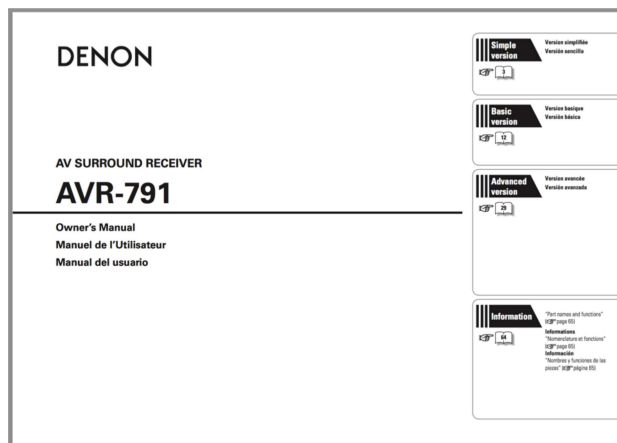 DENON
AV SURROUND RECEIVER
AVR-791
Owner's Manual
Manuel de l'Utilisateur
Manual del usuario
Simple
version
Version simplifiée
Versión sencilla
3
Basic
version
Version basique
Versión básica
12
Advanced
version
Version avancée
Versión avanzada
29
Information
64
"Part names and functions"
(page 65)
Informations
"Nomenclature et fonctions"
(page 65)
Información
"Nombres y funciones de las
piezas" (página 65)